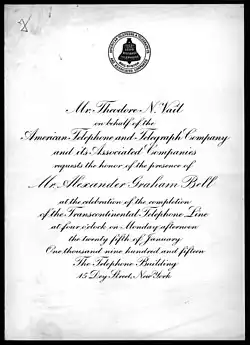 Mr. Theodore N. Vail
on behalf of the
American Telephone and Telegraph Company
and its Associated Companies
requests the honor of the presence of
Mr. Alexander Graham Bell
at the celebration of the completion
of the Transcontinental Telephone Line
at four o'clock on Monday afternoon
the twenty fifth of January
One thousand nine hundred and fifteen
The Telephone Building
15 Dey Street, New York